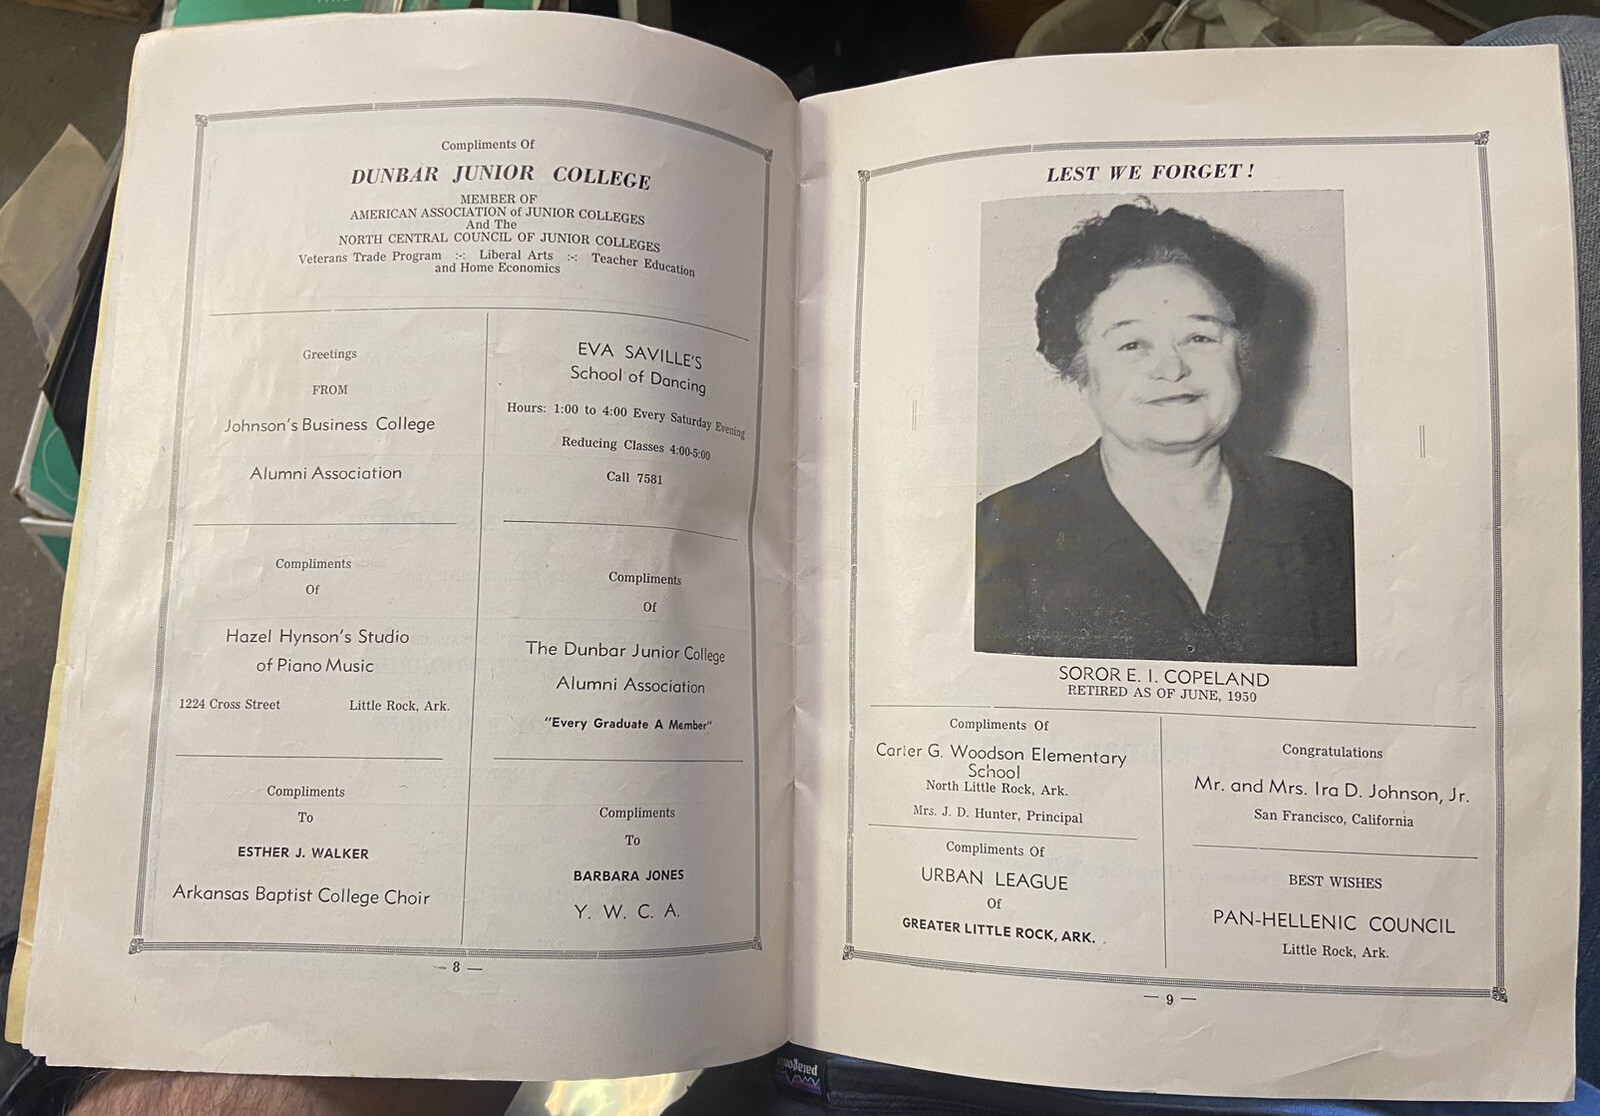 Compliments Of
DUNBAR JUNIOR COLLEGE
MEMBER OF
AMERICAN ASSOCIATION of JUNIOR COLLEGES
And The
NORTH CENTRAL COUNCIL OF JUNIOR COLLEGES
Veterans Trade Program :-: Liberal Arts :-: Teacher Education
and Home Economics
Greetings
FROM
Johnson's Business College
Alumni Association
EVA SAVILLE'S
School of Dancing
Hours: 1:00 to 4:00 Every Saturday Evening
Reducing Classes 4:00-5:00
Call 7581
Compliments
Of
Hazel Hynson's Studio
of Piano Music
1224 Cross Street Little Rock, Ark.
Compliments
Of
The Dunbar Junior College
Alumni Association
"Every Graduate A Member"
Compliments
To
ESTHER J. WALKER
Arkansas Baptist College Choir
Compliments
To
BARBARA JONES
Y. W. C. A.
— 8 —
LEST WE FORGET!
SOROR E. I. COPELAND
RETIRED AS OF JUNE, 1950
Compliments Of
Carter G. Woodson Elementary
School
North Little Rock, Ark.
Mrs. J. D. Hunter, Principal
Congratulations
Mr. and Mrs. Ira D. Johnson, Jr.
San Francisco, California
Compliments Of
URBAN LEAGUE
Of
GREATER LITTLE ROCK, ARK.
BEST WISHES
PAN-HELLENIC COUNCIL
Little Rock, Ark.
— 9 —
patagonia